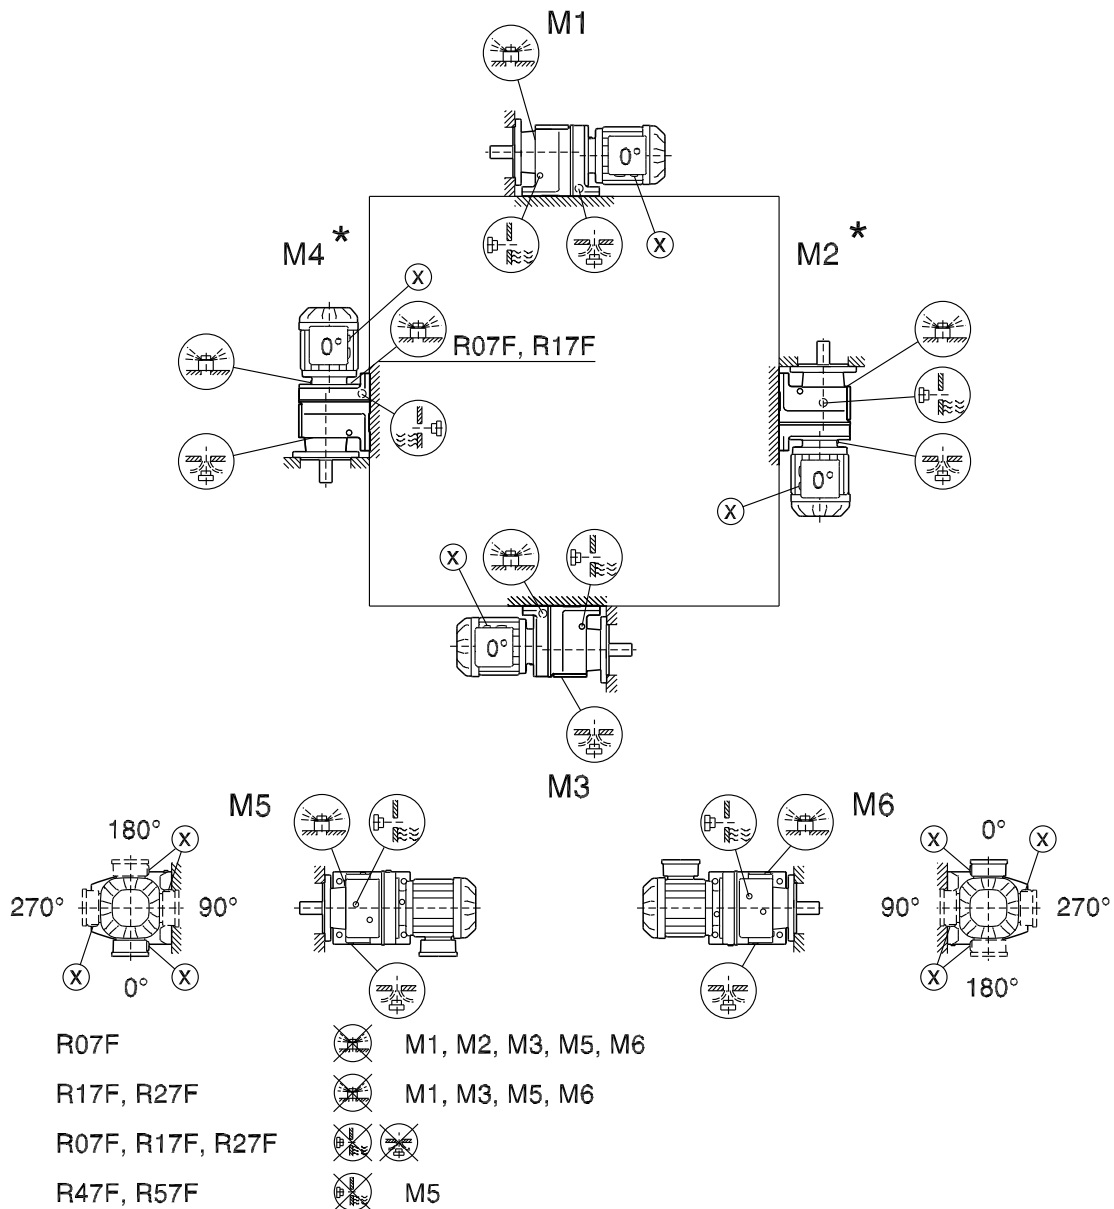 M1
0°
X
M4 *
M2 *
X
0°
R07F, R17F
0°
X
X
0°
M3
M5
M6
180°
X
270°
90°
X
0°
X
X
0°
X
90°
270°
X
180°
R07F M1, M2, M3, M5, M6
R17F, R27F M1, M3, M5, M6
R07F, R17F, R27F
R47F, R57F M5